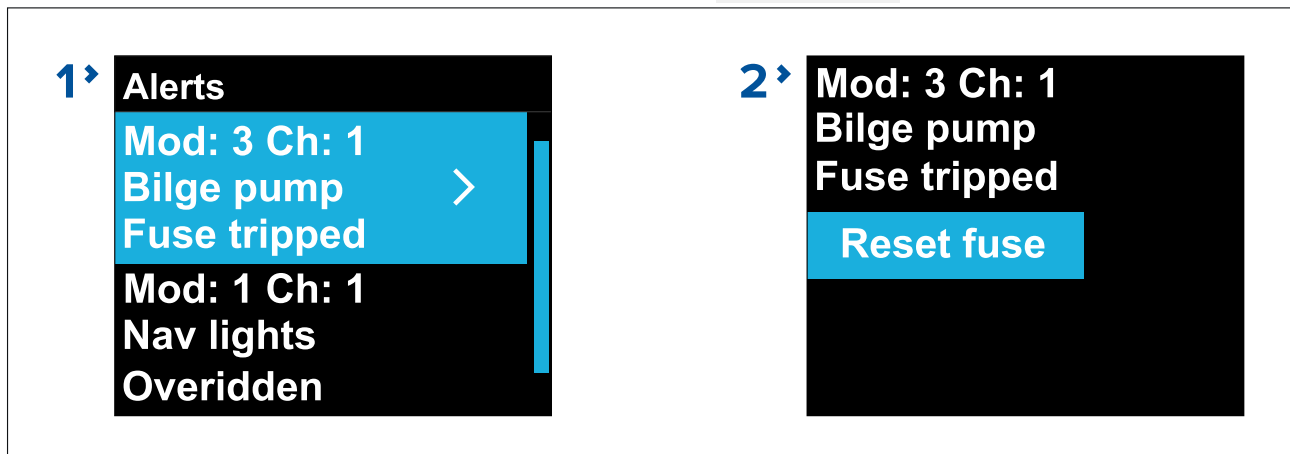 1
Alerts
Mod: 3 Ch: 1
Bilge pump
Fuse tripped
Mod: 1 Ch: 1
Nav lights
Overidden
2
Mod: 3 Ch: 1
Bilge pump
Fuse tripped
Reset fuse